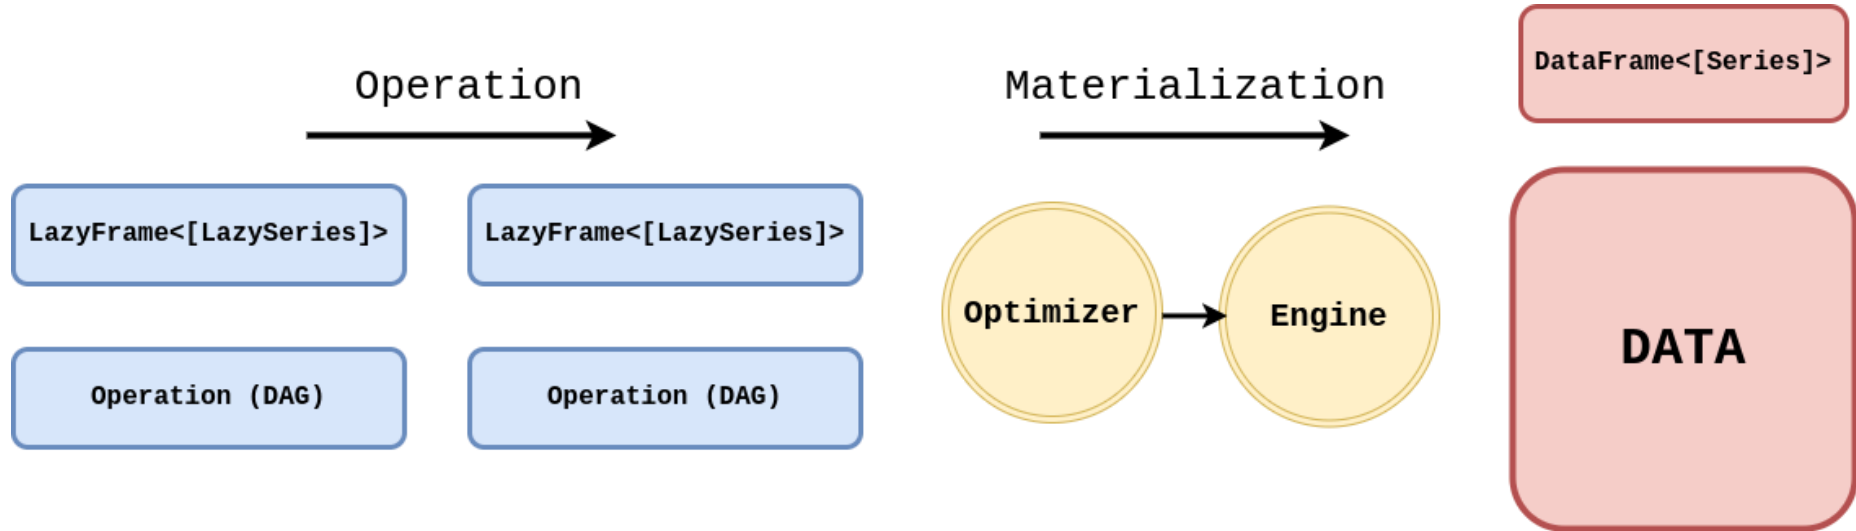 Operation
LazyFrame<[LazySeries]>
LazyFrame<[LazySeries]>
Operation (DAG)
Operation (DAG)
Materialization
Optimizer
Engine
DataFrame<[Series]>
DATA